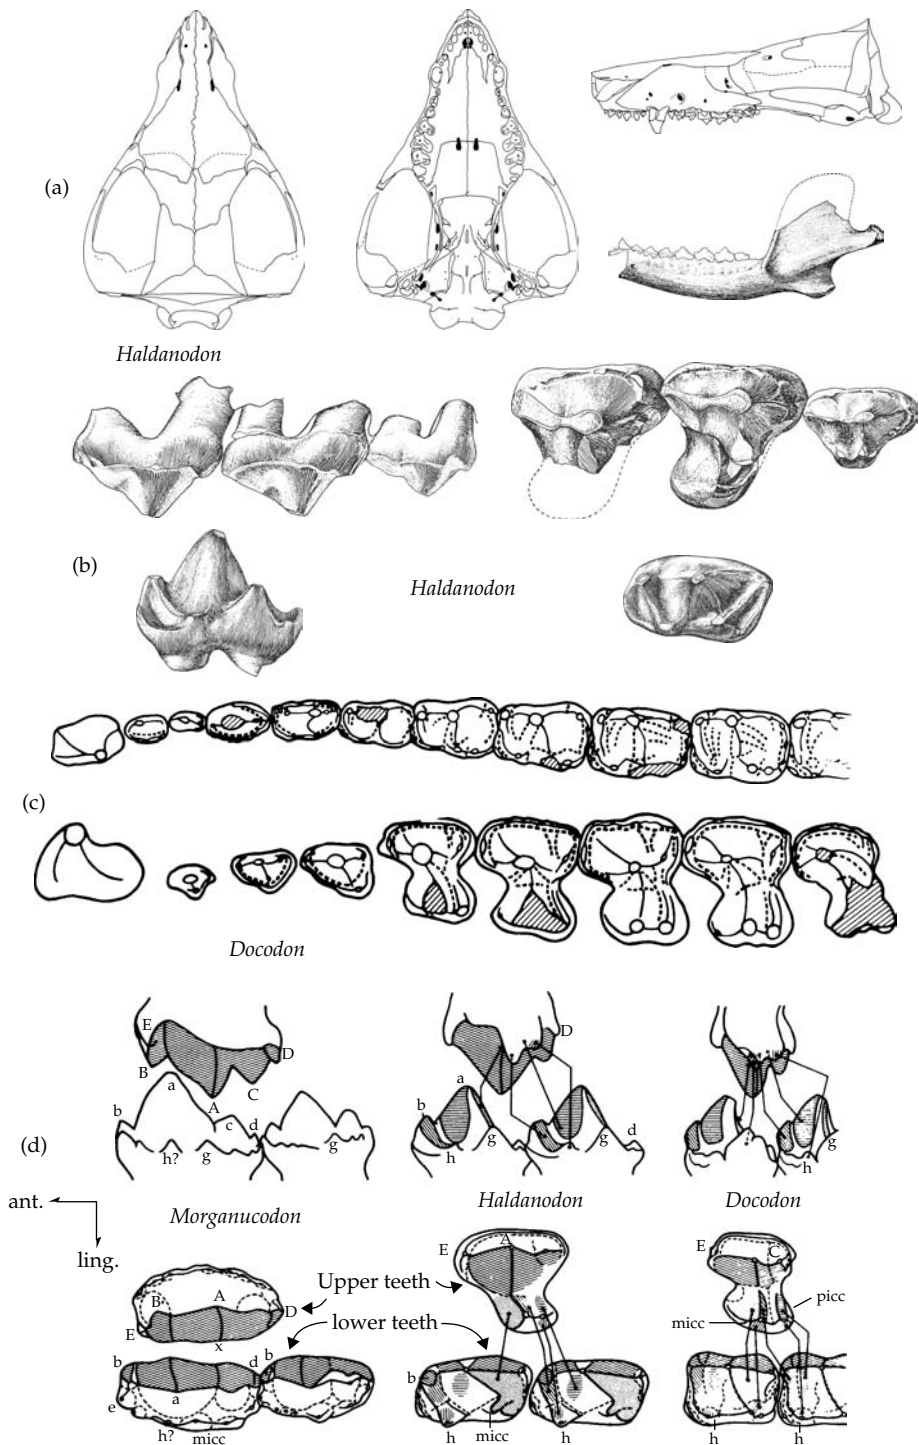 (a)
Haldanodon
(b)
Haldanodon
(c)
Docodon
E
D
B
C
a
A
b
c
d
h?
g
g
D
a
b
g
g
d
h
g
h
(d)
ant.
ling.
Morganucodon
Haldanodon
Docodon
E
A
E
C
Upper teeth
B
A
D
picc
micc
E
x
lower teeth
b
d
b
b
a
e
h?
micc
h
micc
h
h
h